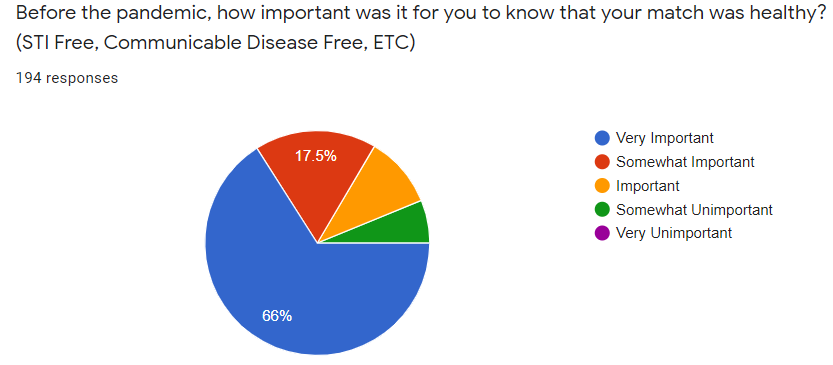 Before the pandemic, how important was it for you to know that your match was healthy?
(STI Free, Communicable Disease Free, ETC)
194 responses
17.5%
66%
Very Important
Somewhat Important
Important
Somewhat Unimportant
Very Unimportant